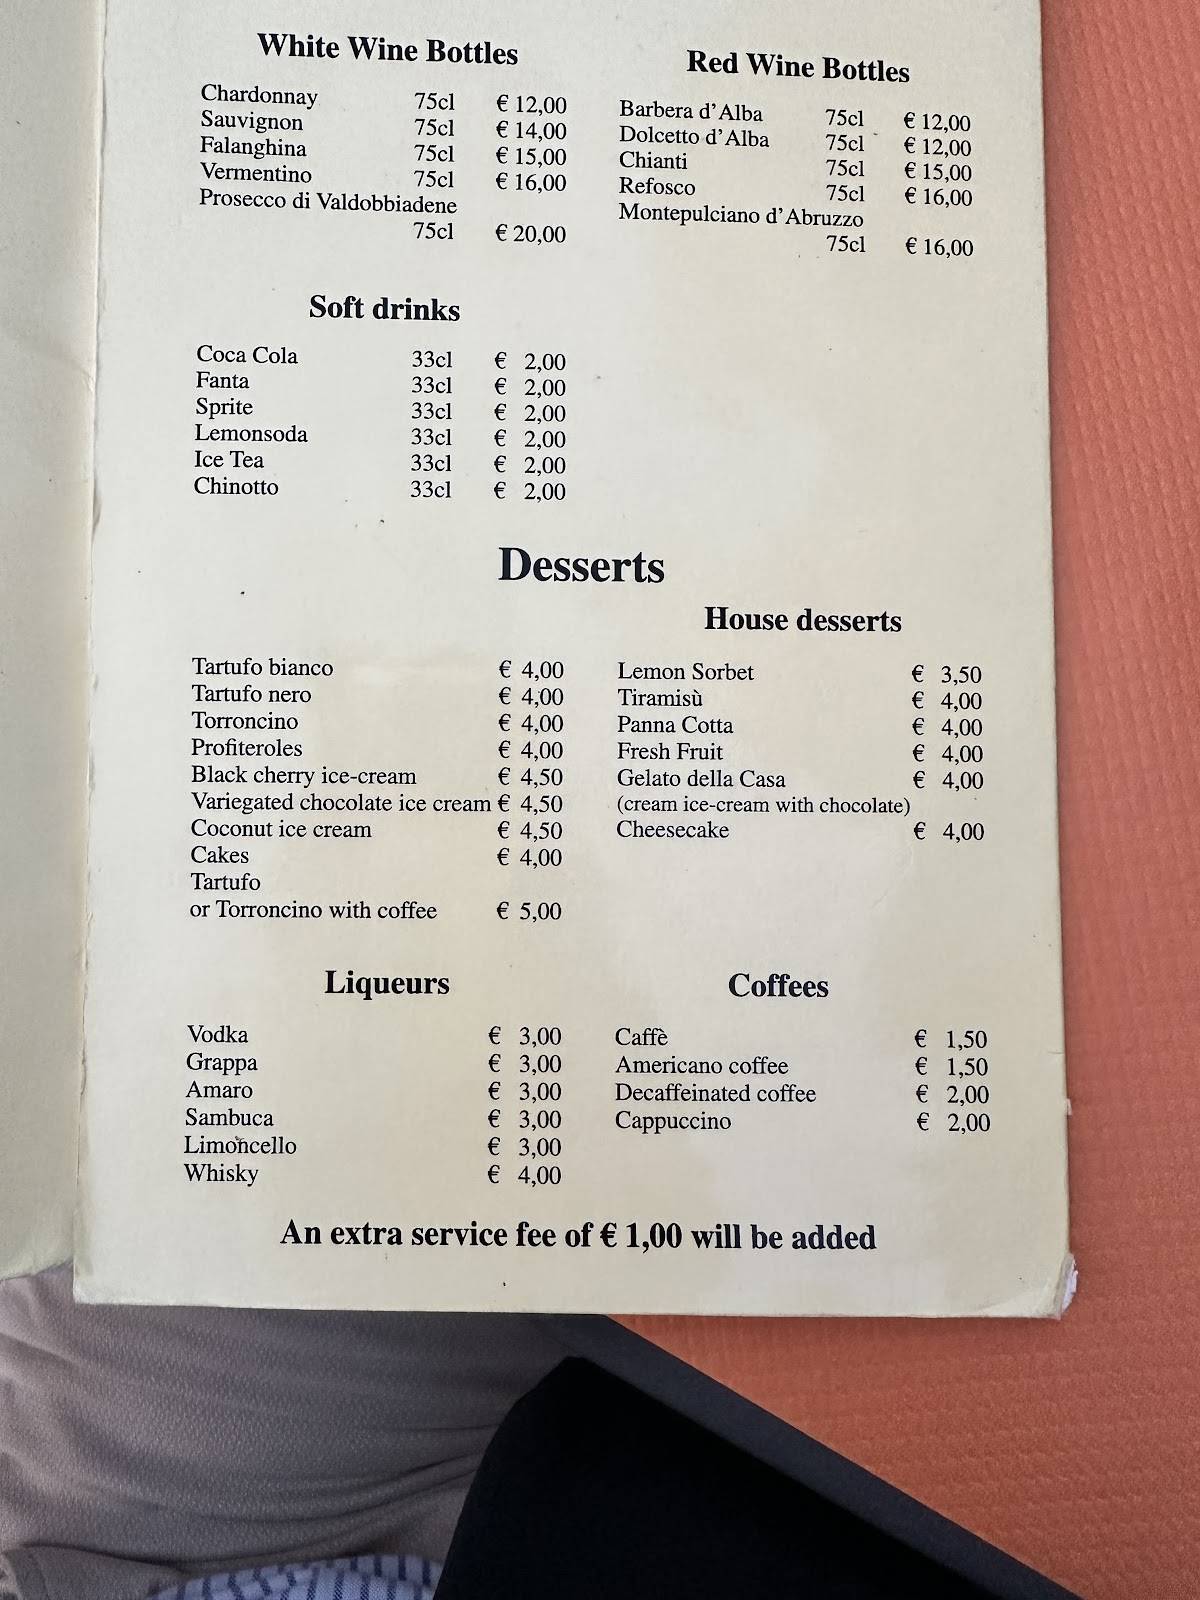 White Wine Bottles
Chardonnay 75cl € 12,00
Sauvignon 75cl € 14,00
Falanghina 75cl € 15,00
Vermentino 75cl € 16,00
Prosecco di Valdobbiadene
75cl € 20,00
Red Wine Bottles
Barbera d'Alba 75cl € 12,00
Dolcetto d'Alba 75cl € 12,00
Chianti 75cl € 15,00
Refosco 75cl € 16,00
Montepulciano d'Abruzzo
75cl € 16,00
Soft drinks
Coca Cola 33cl € 2,00
Fanta 33cl € 2,00
Sprite 33cl € 2,00
Lemonsoda 33cl € 2,00
Ice Tea 33cl € 2,00
Chinotto 33cl € 2,00
Desserts
Tartufo bianco € 4,00
Tartufo nero € 4,00
Torroncino € 4,00
Profiteroles € 4,00
Black cherry ice-cream € 4,50
Variegated chocolate ice cream € 4,50
Coconut ice cream € 4,50
Cakes € 4,00
Tartufo
or Torroncino with coffee € 5,00
House desserts
Lemon Sorbet € 3,50
Tiramisù € 4,00
Panna Cotta € 4,00
Fresh Fruit € 4,00
Gelato della Casa € 4,00
(cream ice-cream with chocolate)
Cheesecake € 4,00
Liqueurs
Vodka € 3,00
Grappa € 3,00
Amaro € 3,00
Sambuca € 3,00
Limoncello € 3,00
Whisky € 4,00
Coffees
Caffè € 1,50
Americano coffee € 1,50
Decaffeinated coffee € 2,00
Cappuccino € 2,00
An extra service fee of € 1,00 will be added